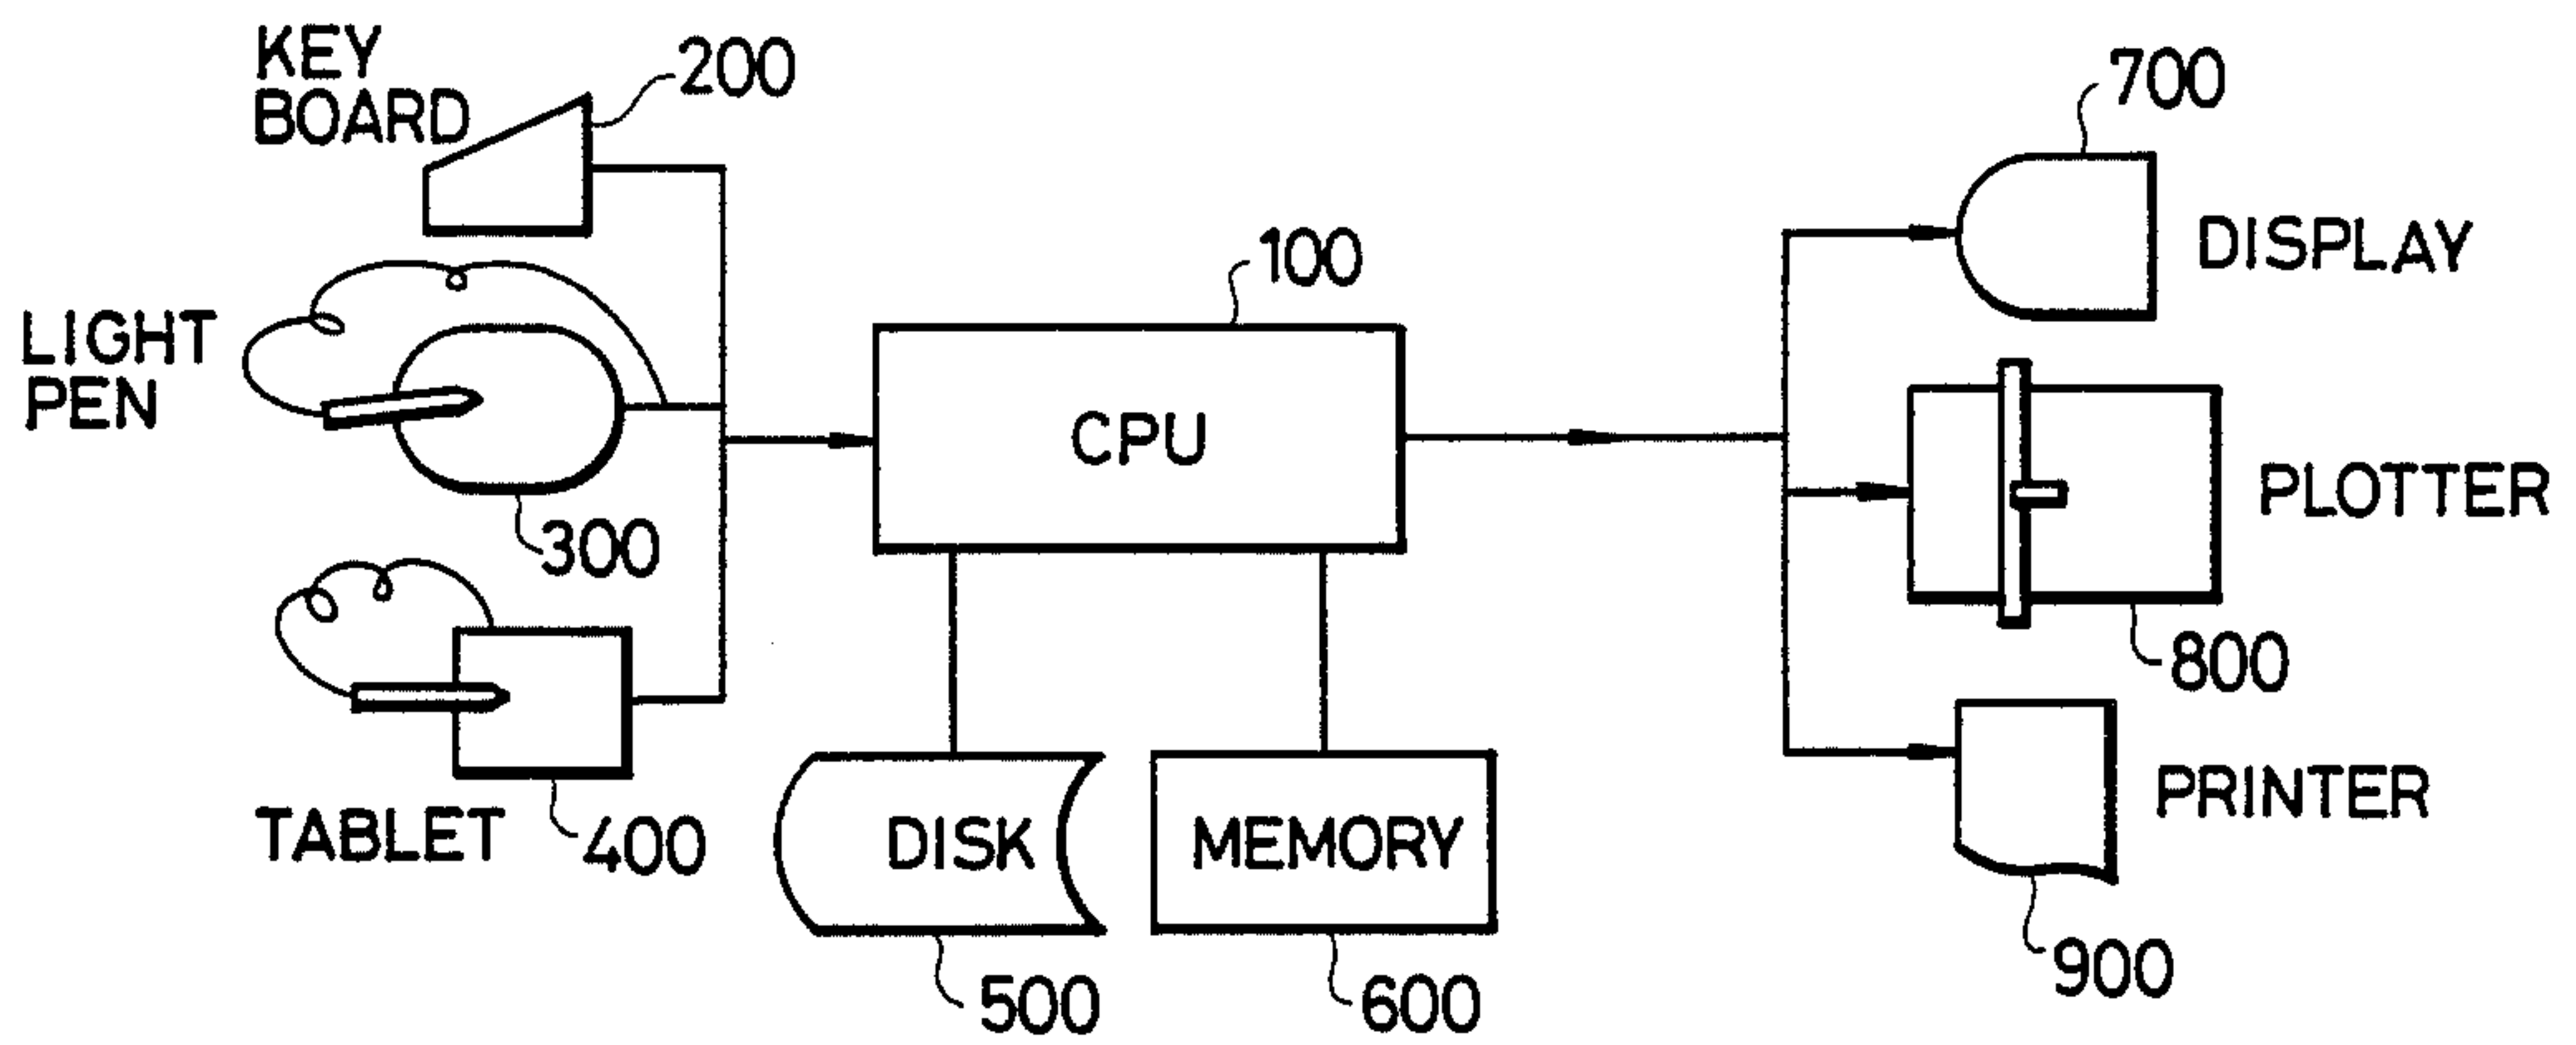 KEY
BOARD
200
LIGHT
PEN
300
TABLET
400
100
CPU
DISK
500
MEMORY
600
700
DISPLAY
PLOTTER
800
PRINTER
900